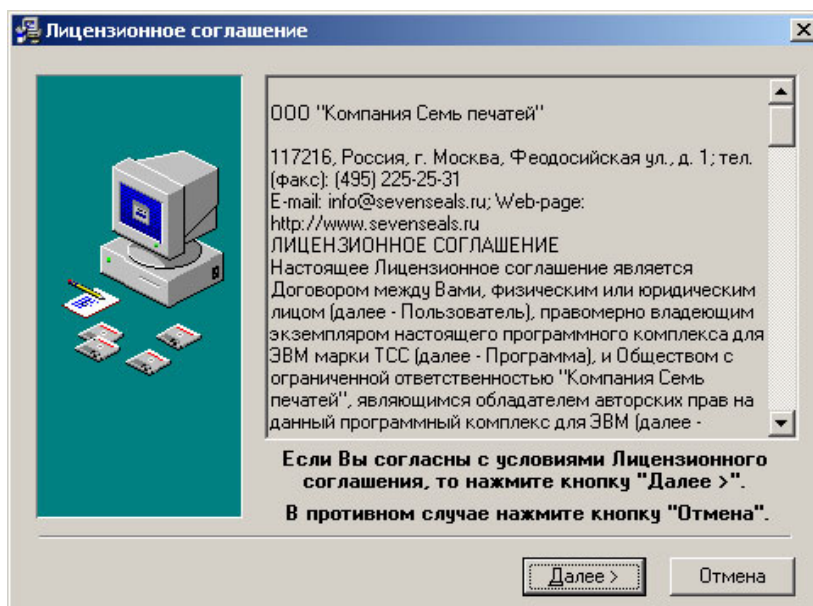 Лицензионное соглашение
ООО "Компания Семь печатей"
117216, Россия, г. Москва, Феодосийская ул., д. 1; тел.
(факс): (495) 225-25-31
E-mail: info@sevenseals.ru; Web-page:
http://www.sevenseals.ru
ЛИЦЕНЗИОННОЕ СОГЛАШЕНИЕ
Настоящее Лицензионное соглашение является
Договором между Вами, физическим или юридическим
лицом (далее - Пользователь), правомерно владеющим
экземпляром настоящего программного комплекса для
ЭВМ марки ТСС (далее - Программа), и Обществом с
ограниченной ответственностью "Компания Семь
печатей", являющимся обладателем авторских прав на
данный программный комплекс для ЭВМ (далее -
Если Вы согласны с условиями Лицензионного
соглашения, то нажмите кнопку "Далее >".
В противном случае нажмите кнопку "Отмена".
Далее >
Отмена